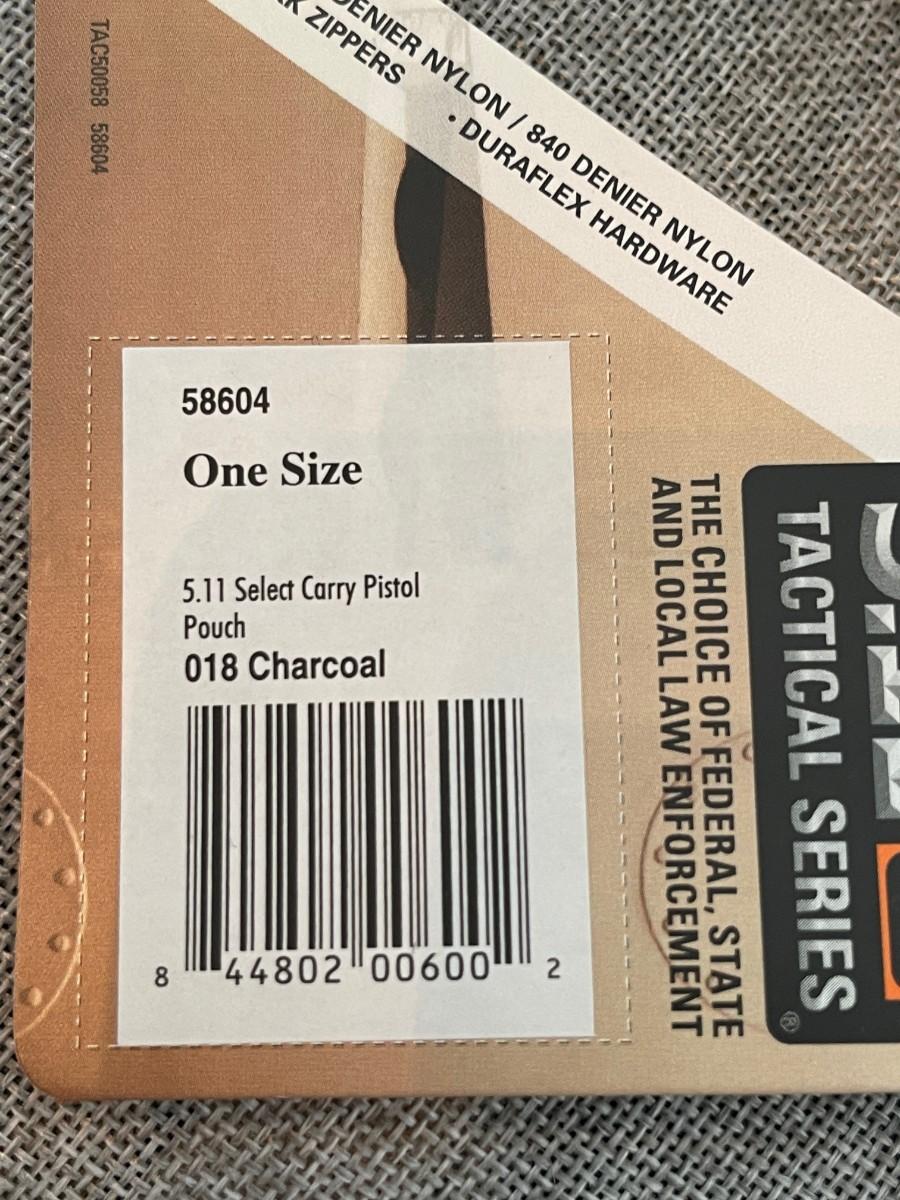 TAC50058 58604
DENIER NYLON / 840 DENIER NYLON
ZIPPERS
• DURAFLEX HARDWARE
58604
One Size
5.11 Select Carry Pistol
Pouch
018 Charcoal
8 44802 00600 2
THE CHOICE OF FEDERAL, STATE
AND LOCAL LAW ENFORCEMENT
TACTICAL SERIES®